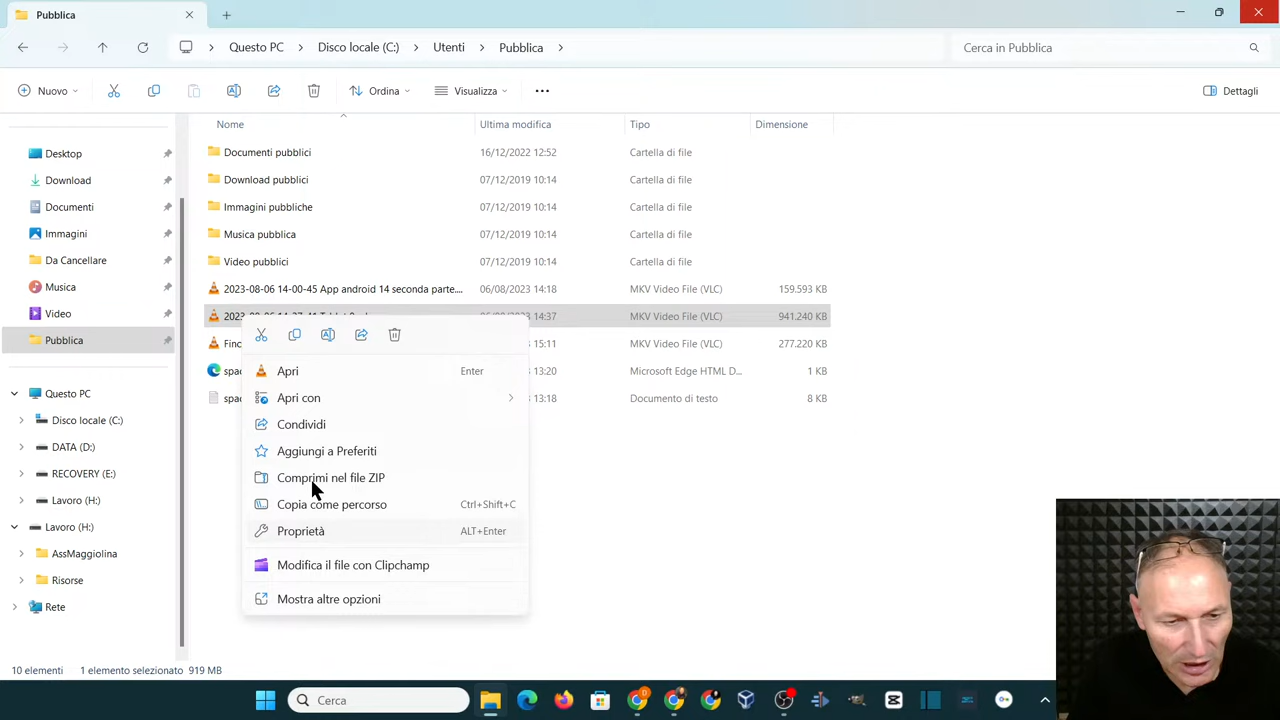 Pubblica
Questo PC > Disco locale (C:) > Utenti > Pubblica >
Cerca in Pubblica
Nuovo
Ordina
Visualizza
Dettagli
Nome Ultima modifica Tipo Dimensione
Desktop
Download
Documenti
Immagini
Da Cancellare
Musica
Video
Pubblica
Questo PC
Disco locale (C:)
DATA (D:)
RECOVERY (E:)
Lavoro (H:)
Lavoro (H:)
AssMaggiolina
Risorse
Rete
Documenti pubblici 16/12/2022 12:52 Cartella di file
Download pubblici 07/12/2019 10:14 Cartella di file
Immagini pubbliche 07/12/2019 10:14 Cartella di file
Musica pubblica 07/12/2019 10:14 Cartella di file
Video pubblici 07/12/2019 10:14 Cartella di file
2023-08-06 14-00-45 App android 14 seconda parte.... 06/08/2023 14:18 MKV Video File (VLC) 159.593 KB
14:37 MKV Video File (VLC) 941.240 KB
15:11 MKV Video File (VLC) 277.220 KB
spac 13:20 Microsoft Edge HTML D... 1 KB
spac 13:18 Documento di testo 8 KB
Apri Enter
Apri con
Condividi
Aggiungi a Preferiti
Comprimi nel file ZIP
Copia come percorso Ctrl+Shift+C
Proprietà ALT+Enter
Modifica il file con Clipchamp
Mostra altre opzioni
10 elementi 1 elemento selezionato 919 MB
Cerca